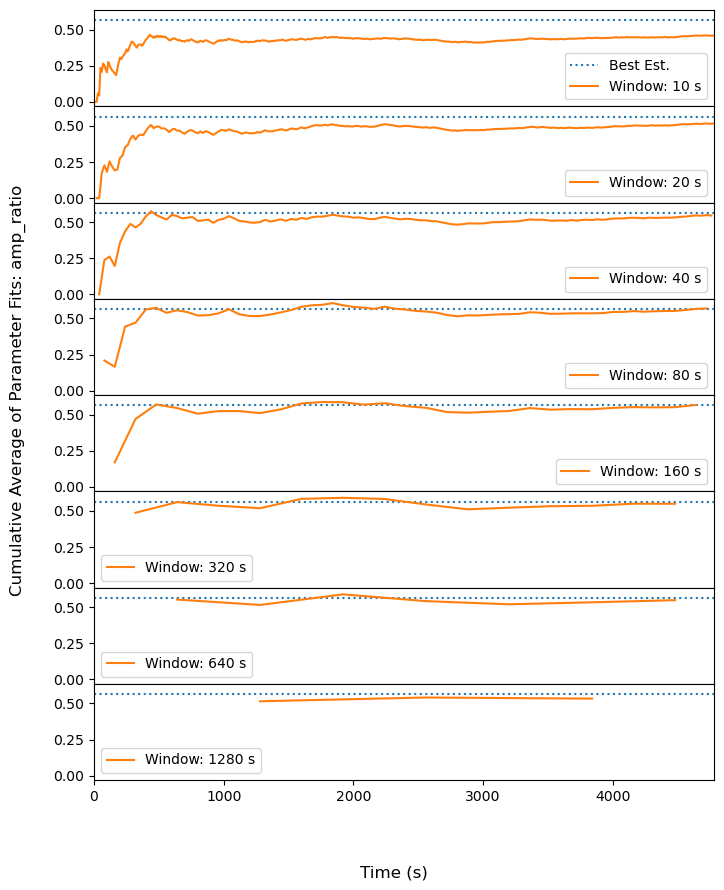 Cumulative Average of Parameter Fits: amp_ratio
0.50
0.25
0.00
Best Est.
Window: 10 s
0.50
0.25
0.00
Window: 20 s
0.50
0.25
0.00
Window: 40 s
0.50
0.25
0.00
Window: 80 s
0.50
0.25
0.00
Window: 160 s
0.50
0.25
0.00
Window: 320 s
0.50
0.25
0.00
Window: 640 s
0.50
0.25
0.00
Window: 1280 s
0 1000 2000 3000 4000
Time (s)